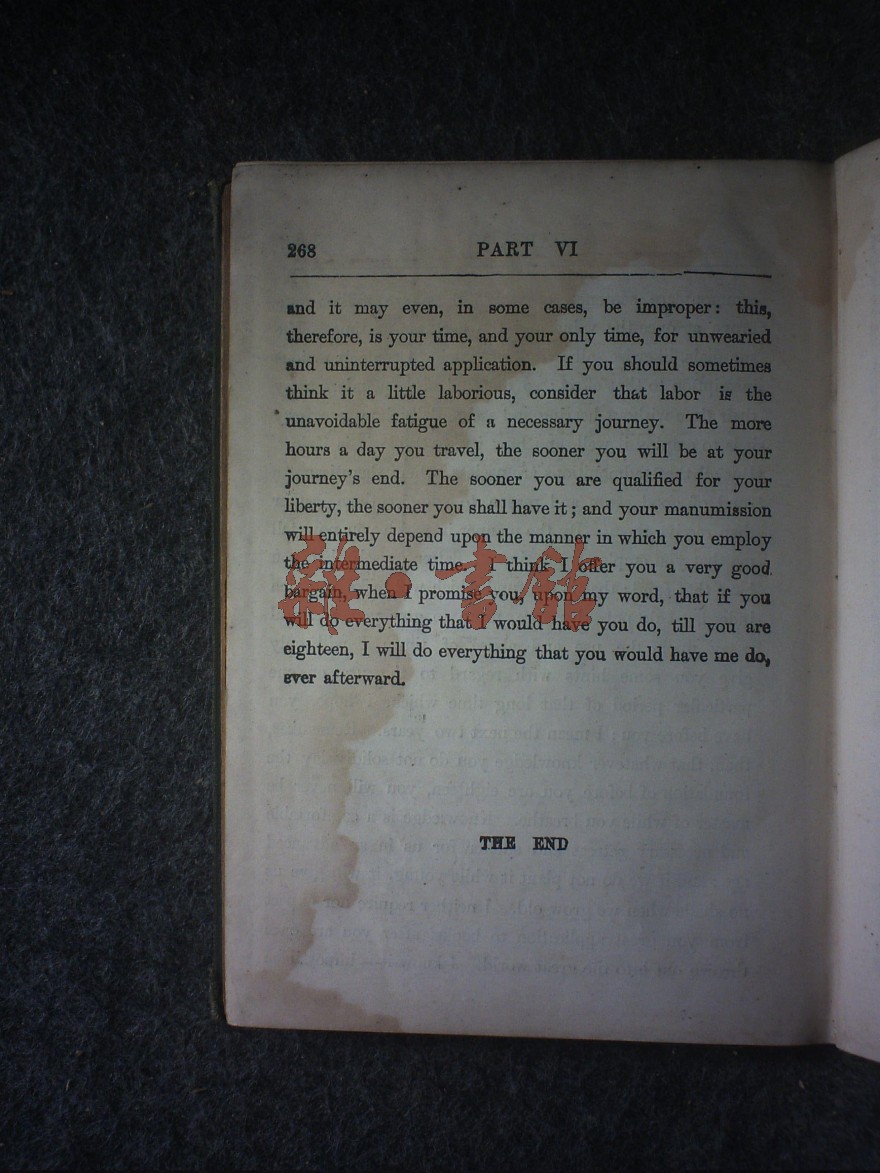 268 PART VI
and it may even, in some cases, be improper: this,
therefore, is your time, and your only time, for unwearied
and uninterrupted application. If you should sometimes
think it a little laborious, consider that labor is the
unavoidable fatigue of a necessary journey. The more
hours a day you travel, the sooner you will be at your
journey's end. The sooner you are qualified for your
liberty, the sooner you shall have it; and your manumission
will entirely depend upon the manner in which you employ
the intermediate time. I think I offer you a very good
bargain, when I promise you, upon my word, that if you
will do everything that I would have you do, till you are
eighteen, I will do everything that you would have me do,
ever afterward.
雜·書館
THE END